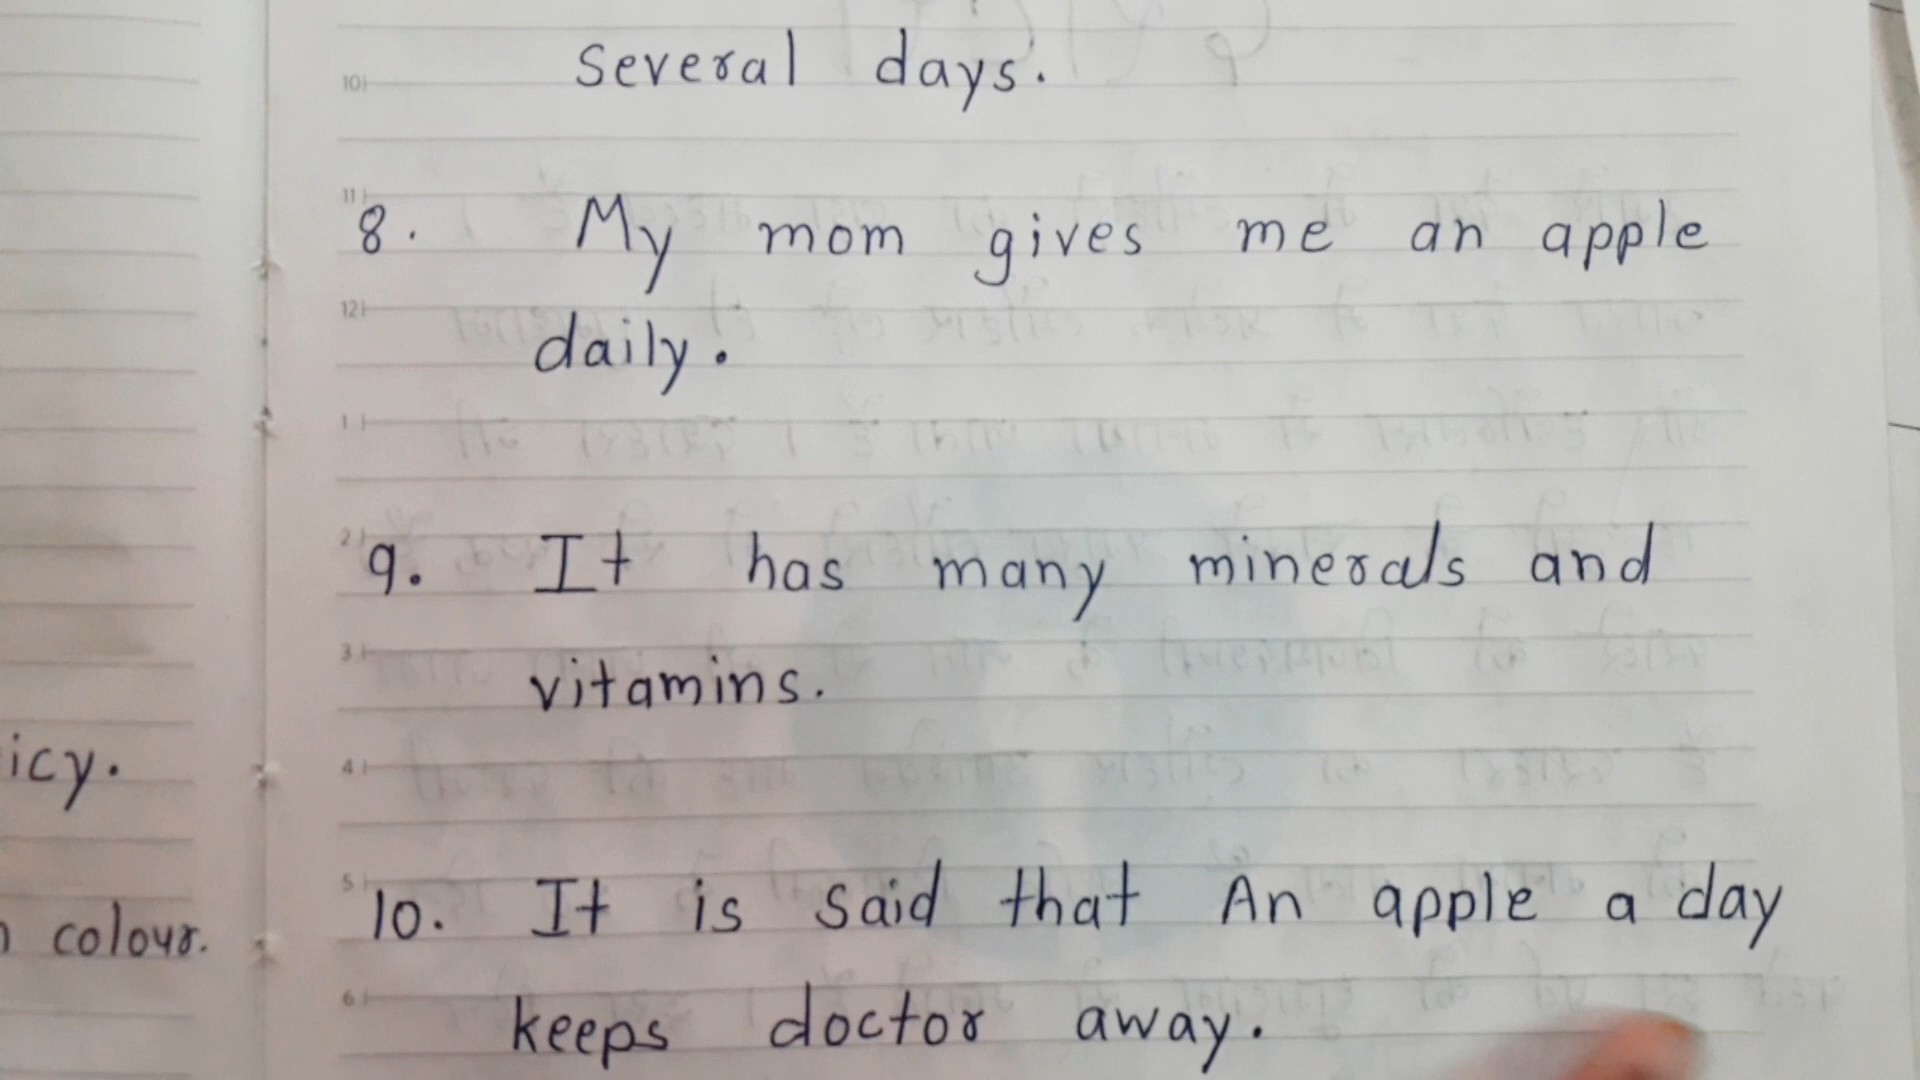 several days.
8. My mom gives me an apple
daily.
9. It has many minerals and
vitamins.
10. It is said that An apple a day
keeps doctor away.
icy.
colour.